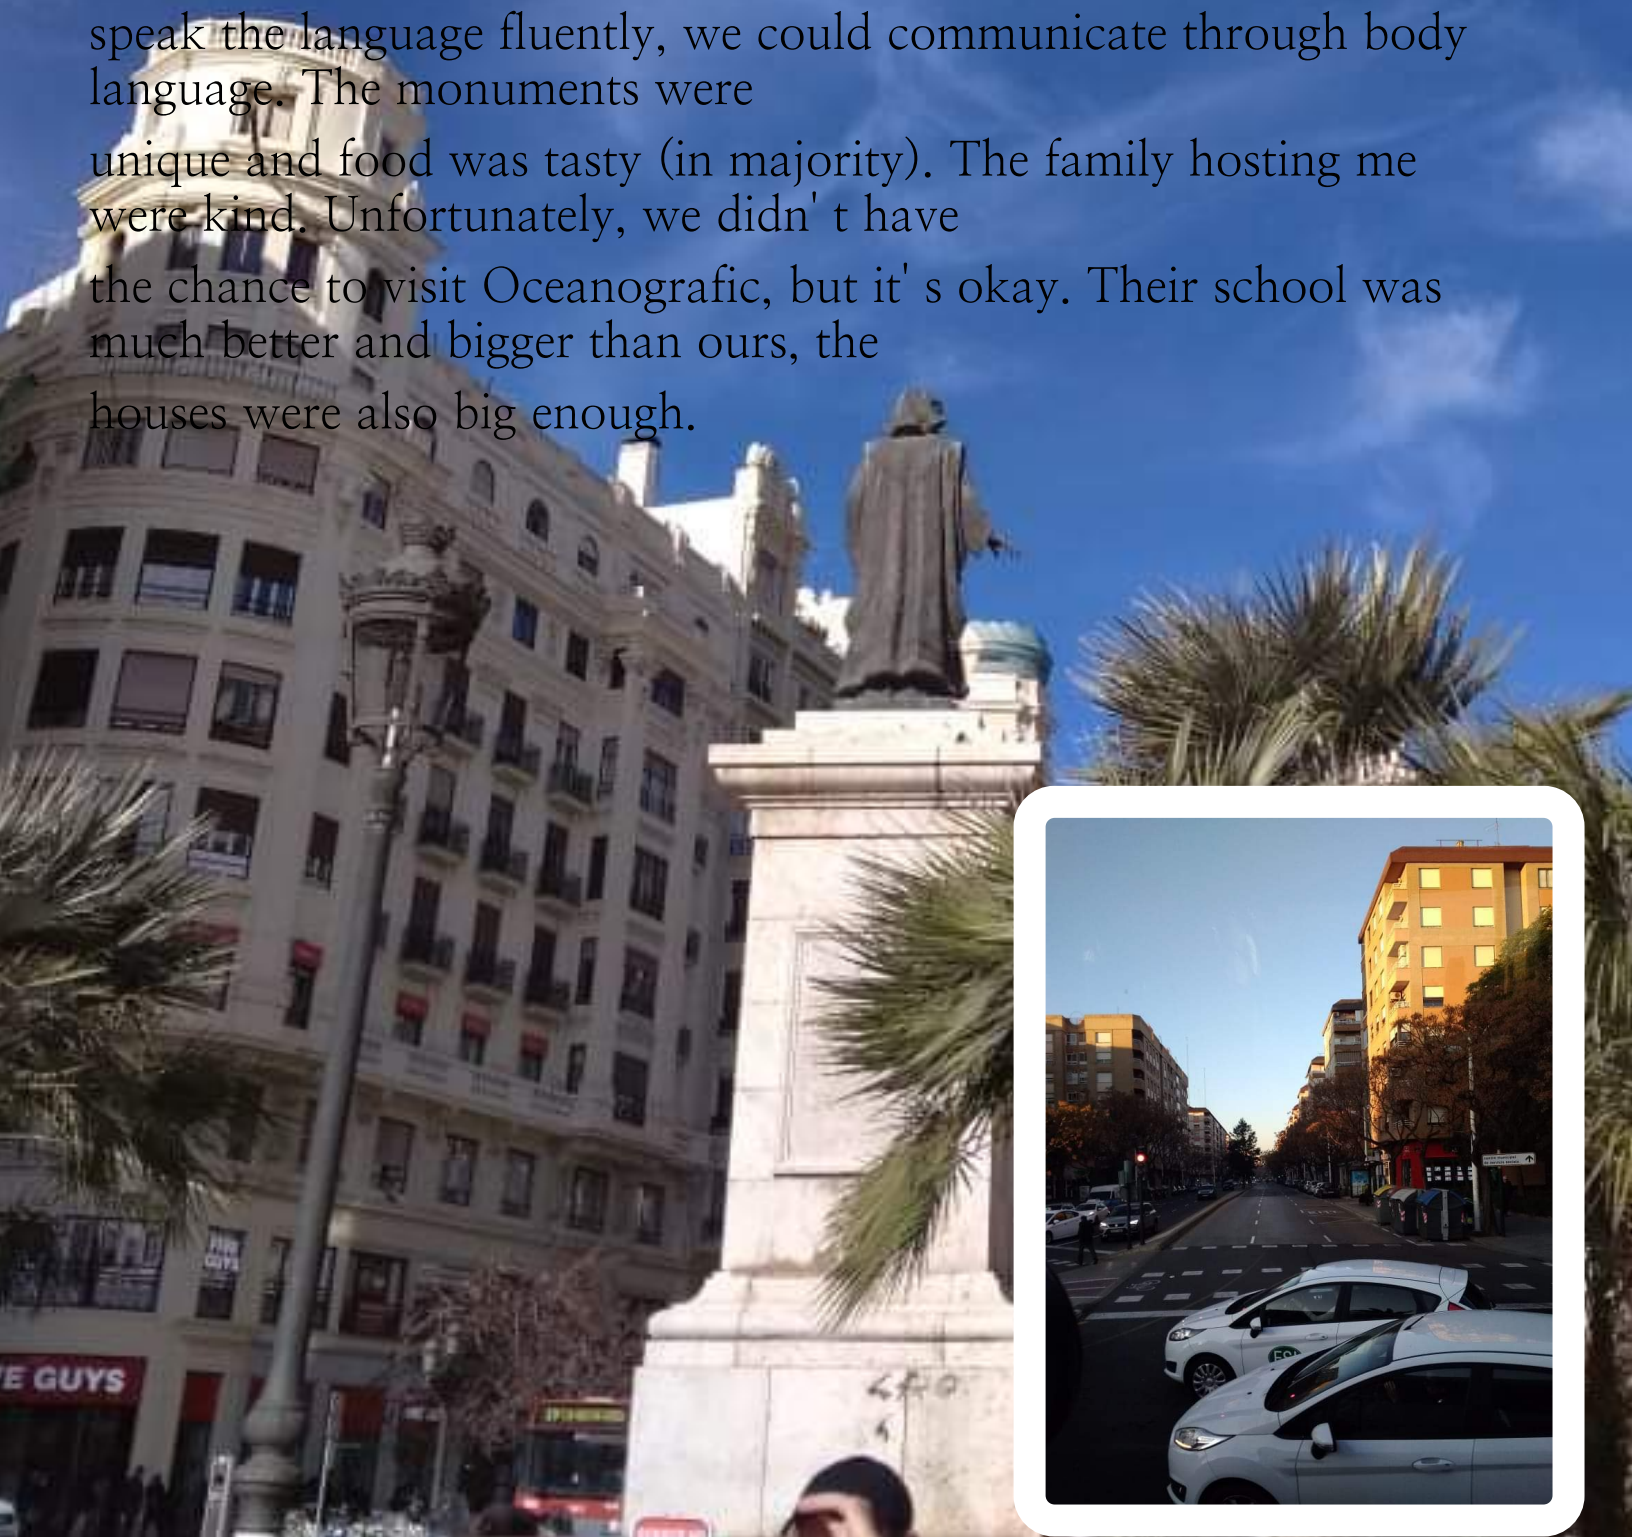 speak the language fluently, we could communicate through body
language. The monuments were
unique and food was tasty (in majority). The family hosting me
were kind. Unfortunately, we didn't have
the chance to visit Oceanografic, but it's okay. Their school was
much better and bigger than ours, the
houses were also big enough.
FIVE
GUYS
E GUYS